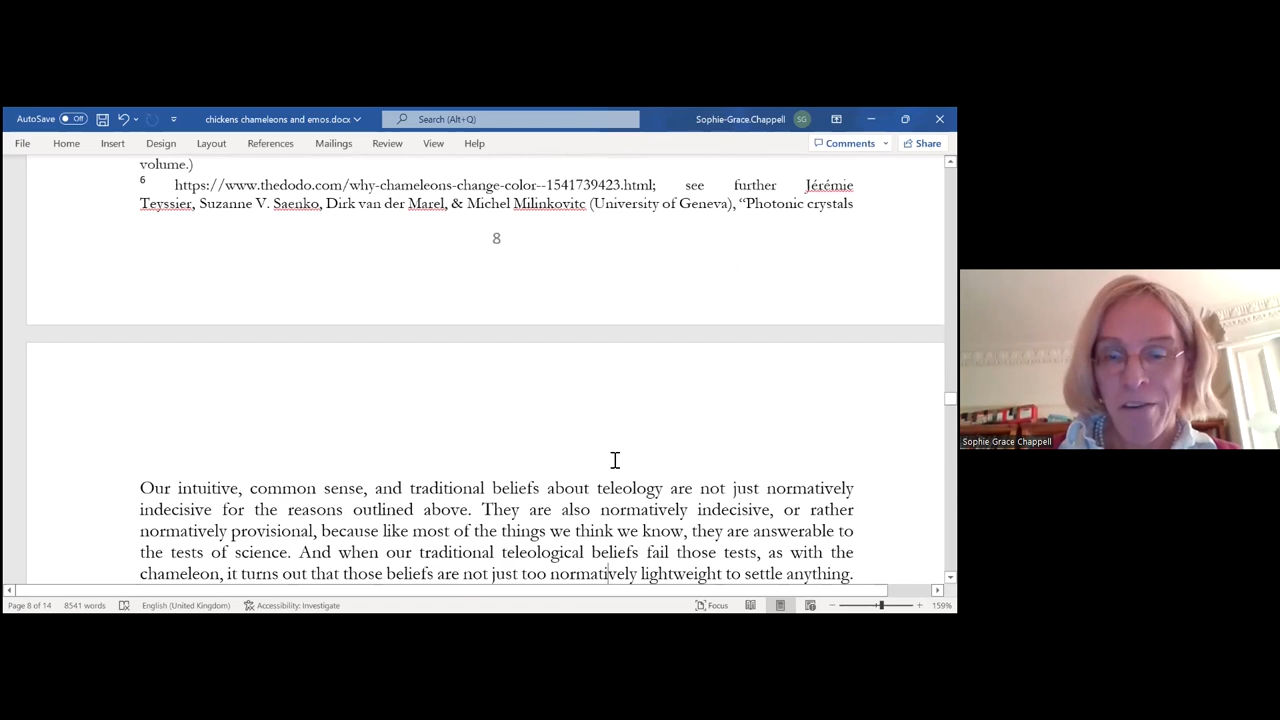 AutoSave Off chickens chameleons and emos.docx Search (Alt+Q) Sophie-Grace.Chappell SG
File Home Insert Design Layout References Mailings Review View Help Comments Share
volume.)
6 https://www.thedodo.com/why-chameleons-change-color--1541739423.html; see further Jérémie
Teyssier, Suzanne V. Saenko, Dirk van der Marel, & Michel Milinkovitc (University of Geneva), “Photonic crystals
8
Our intuitive, common sense, and traditional beliefs about teleology are not just normatively
indecisive for the reasons outlined above. They are also normatively indecisive, or rather
normatively provisional, because like most of the things we think we know, they are answerable to
the tests of science. And when our traditional teleological beliefs fail those tests, as with the
chameleon, it turns out that those beliefs are not just too normatively lightweight to settle anything.
Page 8 of 14 8541 words English (United Kingdom) Accessibility: Investigate Focus 159%
Sophie Grace Chappell